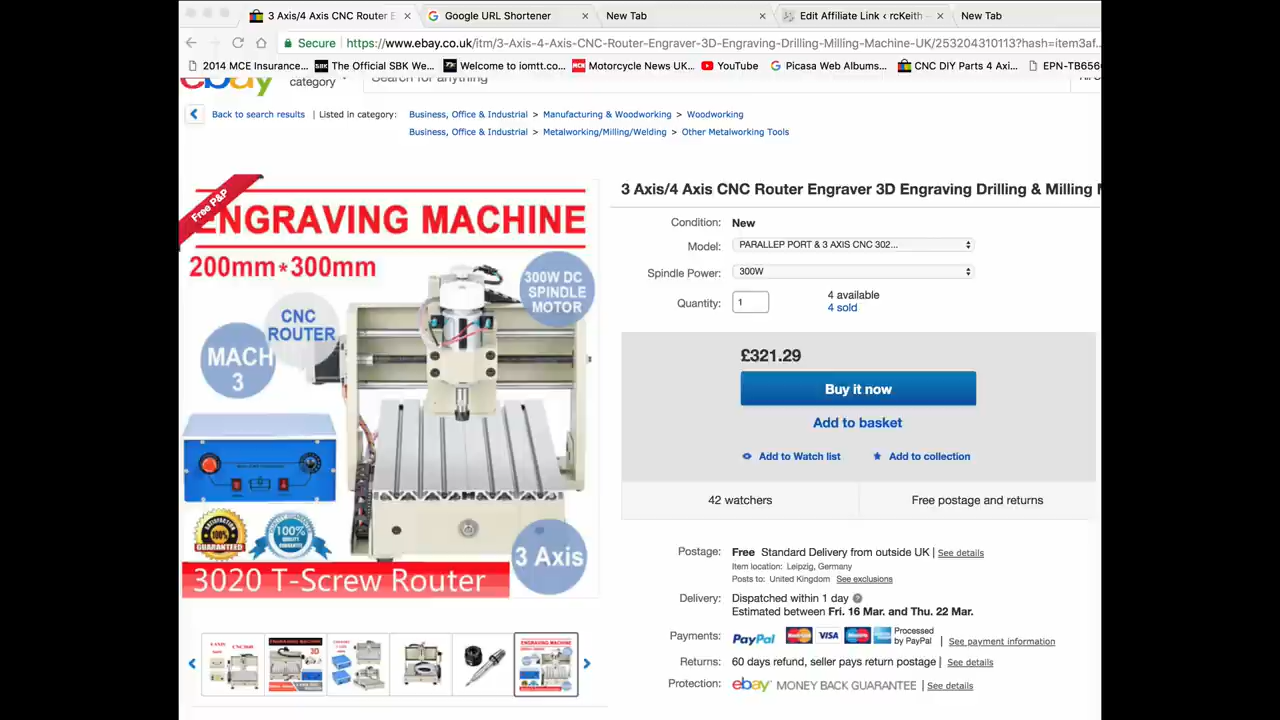 3 Axis/4 Axis CNC Router E
Google URL Shortener
New Tab
Edit Affiliate Link ‹ rcKeith —
New Tab
Secure
https://www.ebay.co.uk/itm/3-Axis-4-Axis-CNC-Router-Engraver-3D-Engraving-Drilling-Milling-Machine-UK/253204310113?hash=item3af...
2014 MCE Insurance...
The Official SBK We...
Welcome to iomtt.co...
Motorcycle News UK...
YouTube
Picasa Web Albums...
CNC DIY Parts 4 Axi...
EPN-TB656
ebay
category
Search for anything
Back to search results
| Listed in category:
Business, Office & Industrial > Manufacturing & Woodworking > Woodworking
Business, Office & Industrial > Metalworking/Milling/Welding > Other Metalworking Tools
Free P&P
ENGRAVING MACHINE
200mm*300mm
300W DC
SPINDLE
MOTOR
CNC
ROUTER
MACH
3
SATISFACTION
GUARANTEED
100%
3 Axis
3020 T-Screw Router
3 Axis/4 Axis CNC Router Engraver 3D Engraving Drilling & Milling
Condition: New
Model: PARALLEP PORT & 3 AXIS CNC 302...
Spindle Power: 300W
Quantity: 1
4 available
4 sold
£321.29
Buy it now
Add to basket
Add to Watch list
Add to collection
42 watchers
Free postage and returns
Postage: Free Standard Delivery from outside UK | See details
Item location: Leipzig, Germany
Posts to: United Kingdom See exclusions
Delivery: Dispatched within 1 day
Estimated between Fri. 16 Mar. and Thu. 22 Mar.
Payments: PayPal MasterCard VISA Maestro Processed by PayPal See payment information
Returns: 60 days refund, seller pays return postage | See details
Protection: ebay MONEY BACK GUARANTEE | See details